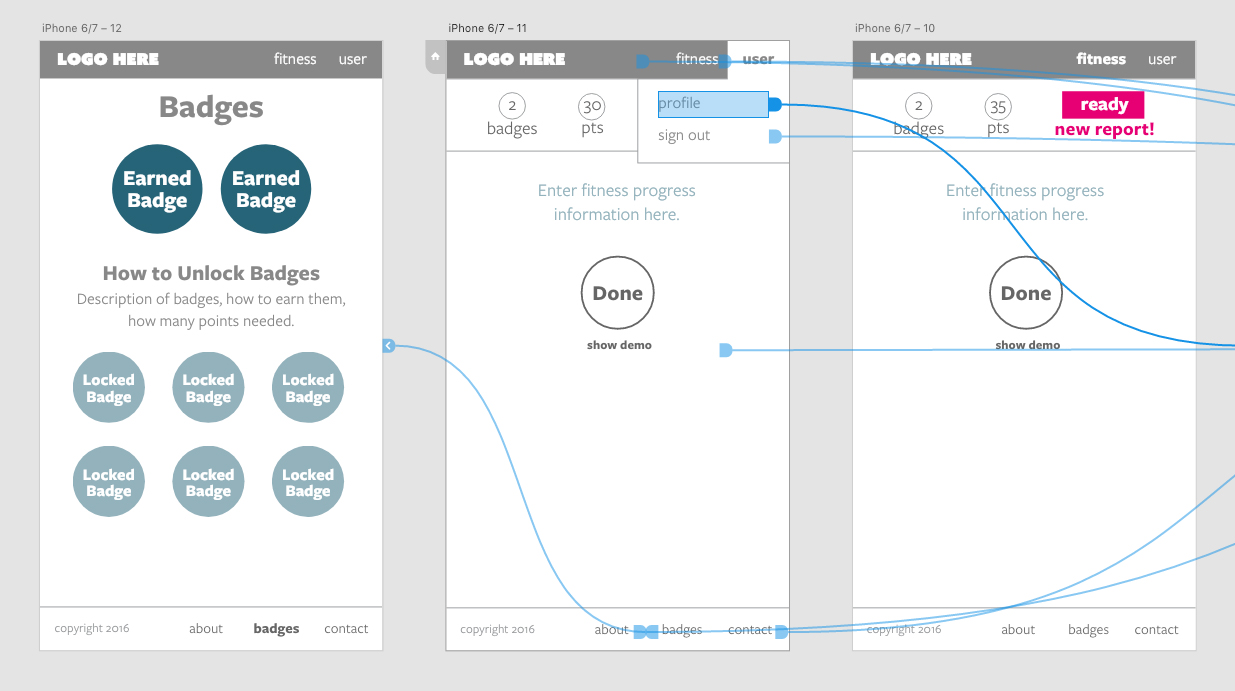 iPhone 6/7 – 12
LOGO HERE fitness user
Badges
Earned
Badge
Earned
Badge
How to Unlock Badges
Description of badges, how to earn them,
how many points needed.
Locked
Badge
Locked
Badge
Locked
Badge
Locked
Badge
Locked
Badge
Locked
Badge
copyright 2016 about badges contact
iPhone 6/7 – 11
LOGO HERE fitness user
2
badges
30
pts
profile
sign out
Enter fitness progress
information here.
Done
show demo
copyright 2016 about badges contact
iPhone 6/7 – 10
LOGO HERE fitness user
2
badges
35
pts
ready
new report!
Enter fitness progress
information here.
Done
show demo
copyright 2016 about badges contact